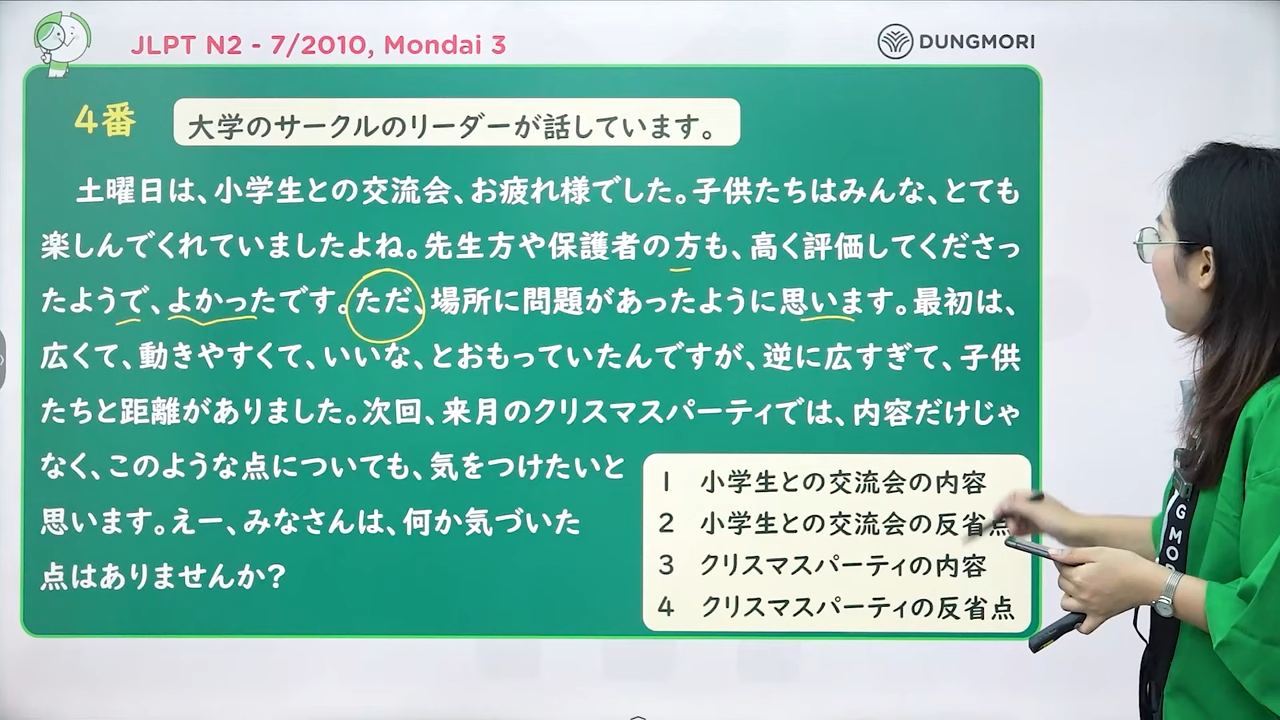 JLPT N2 - 7/2010, Mondai 3
DUNGMORI
4番
大学のサークルのリーダーが話しています。
土曜日は、小学生との交流会、お疲れ様でした。子供たちはみんな、とても
楽しんでくれていましたよね。先生方や保護者の方も、高く評価してくださっ
たようで、よかったです。ただ、場所に問題があったように思います。最初は、
広くて、動きやすくて、いいな、とおもっていたんですが、逆に広すぎて、子供
たちと距離がありました。次回、来月のクリスマスパーティでは、内容だけじゃ
なく、このような点についても、気をつけたいと
思います。えー、みなさんは、何か気づいた
点はありませんか?
1 小学生との交流会の内容
2 小学生との交流会の反省点
3 クリスマスパーティの内容
4 クリスマスパーティの反省点